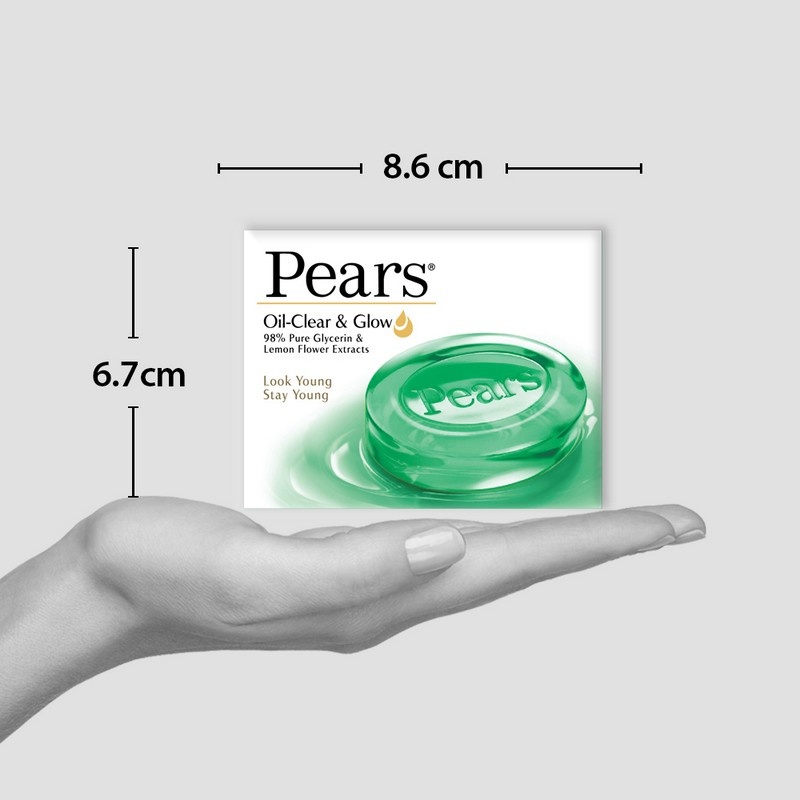 8.6 cm
6.7cm
Pears®
Oil-Clear & Glow
98% Pure Glycerin &
Lemon Flower Extracts
Look Young
Stay Young
Pears